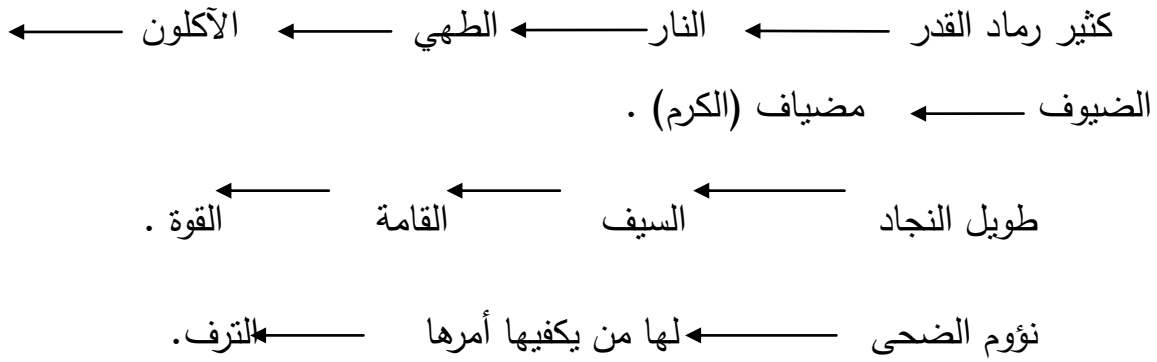 كثير رماد القدر ← النار ← الطهي ← الآكلون ←
الضيوف ← مضياف (الكرم) .
طويل النجاد ← السيف ← القامة ← القوة .
نؤوم الضحى ← لها من يكفيها أمرها ← الترف.